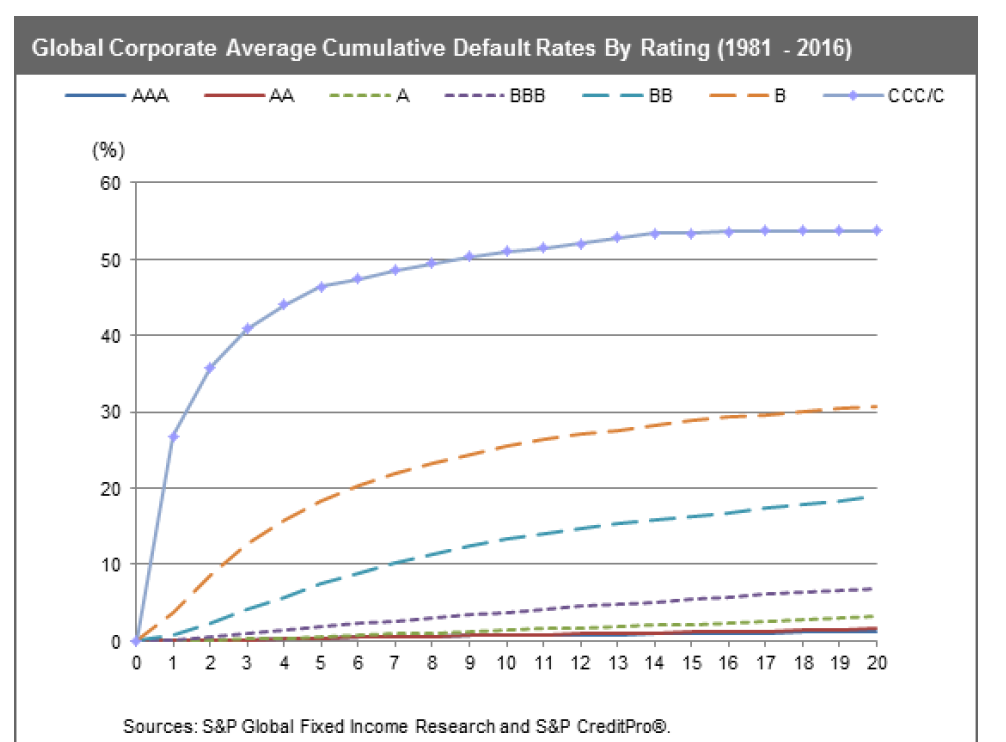 Global Corporate Average Cumulative Default Rates By Rating (1981 - 2016)
AAA AA A BBB BB B CCC/C
(%)
60
50
40
30
20
10
0
0 1 2 3 4 5 6 7 8 9 10 11 12 13 14 15 16 17 18 19 20
Sources: S&P Global Fixed Income Research and S&P CreditPro®.